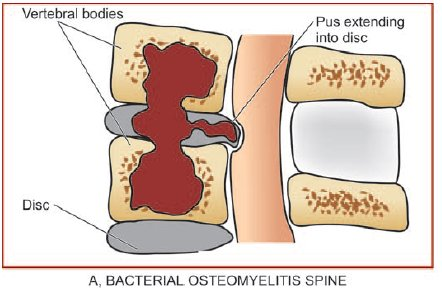 Vertebral bodies
Pus extending
into disc
Disc
A, BACTERIAL OSTEOMYELITIS SPINE